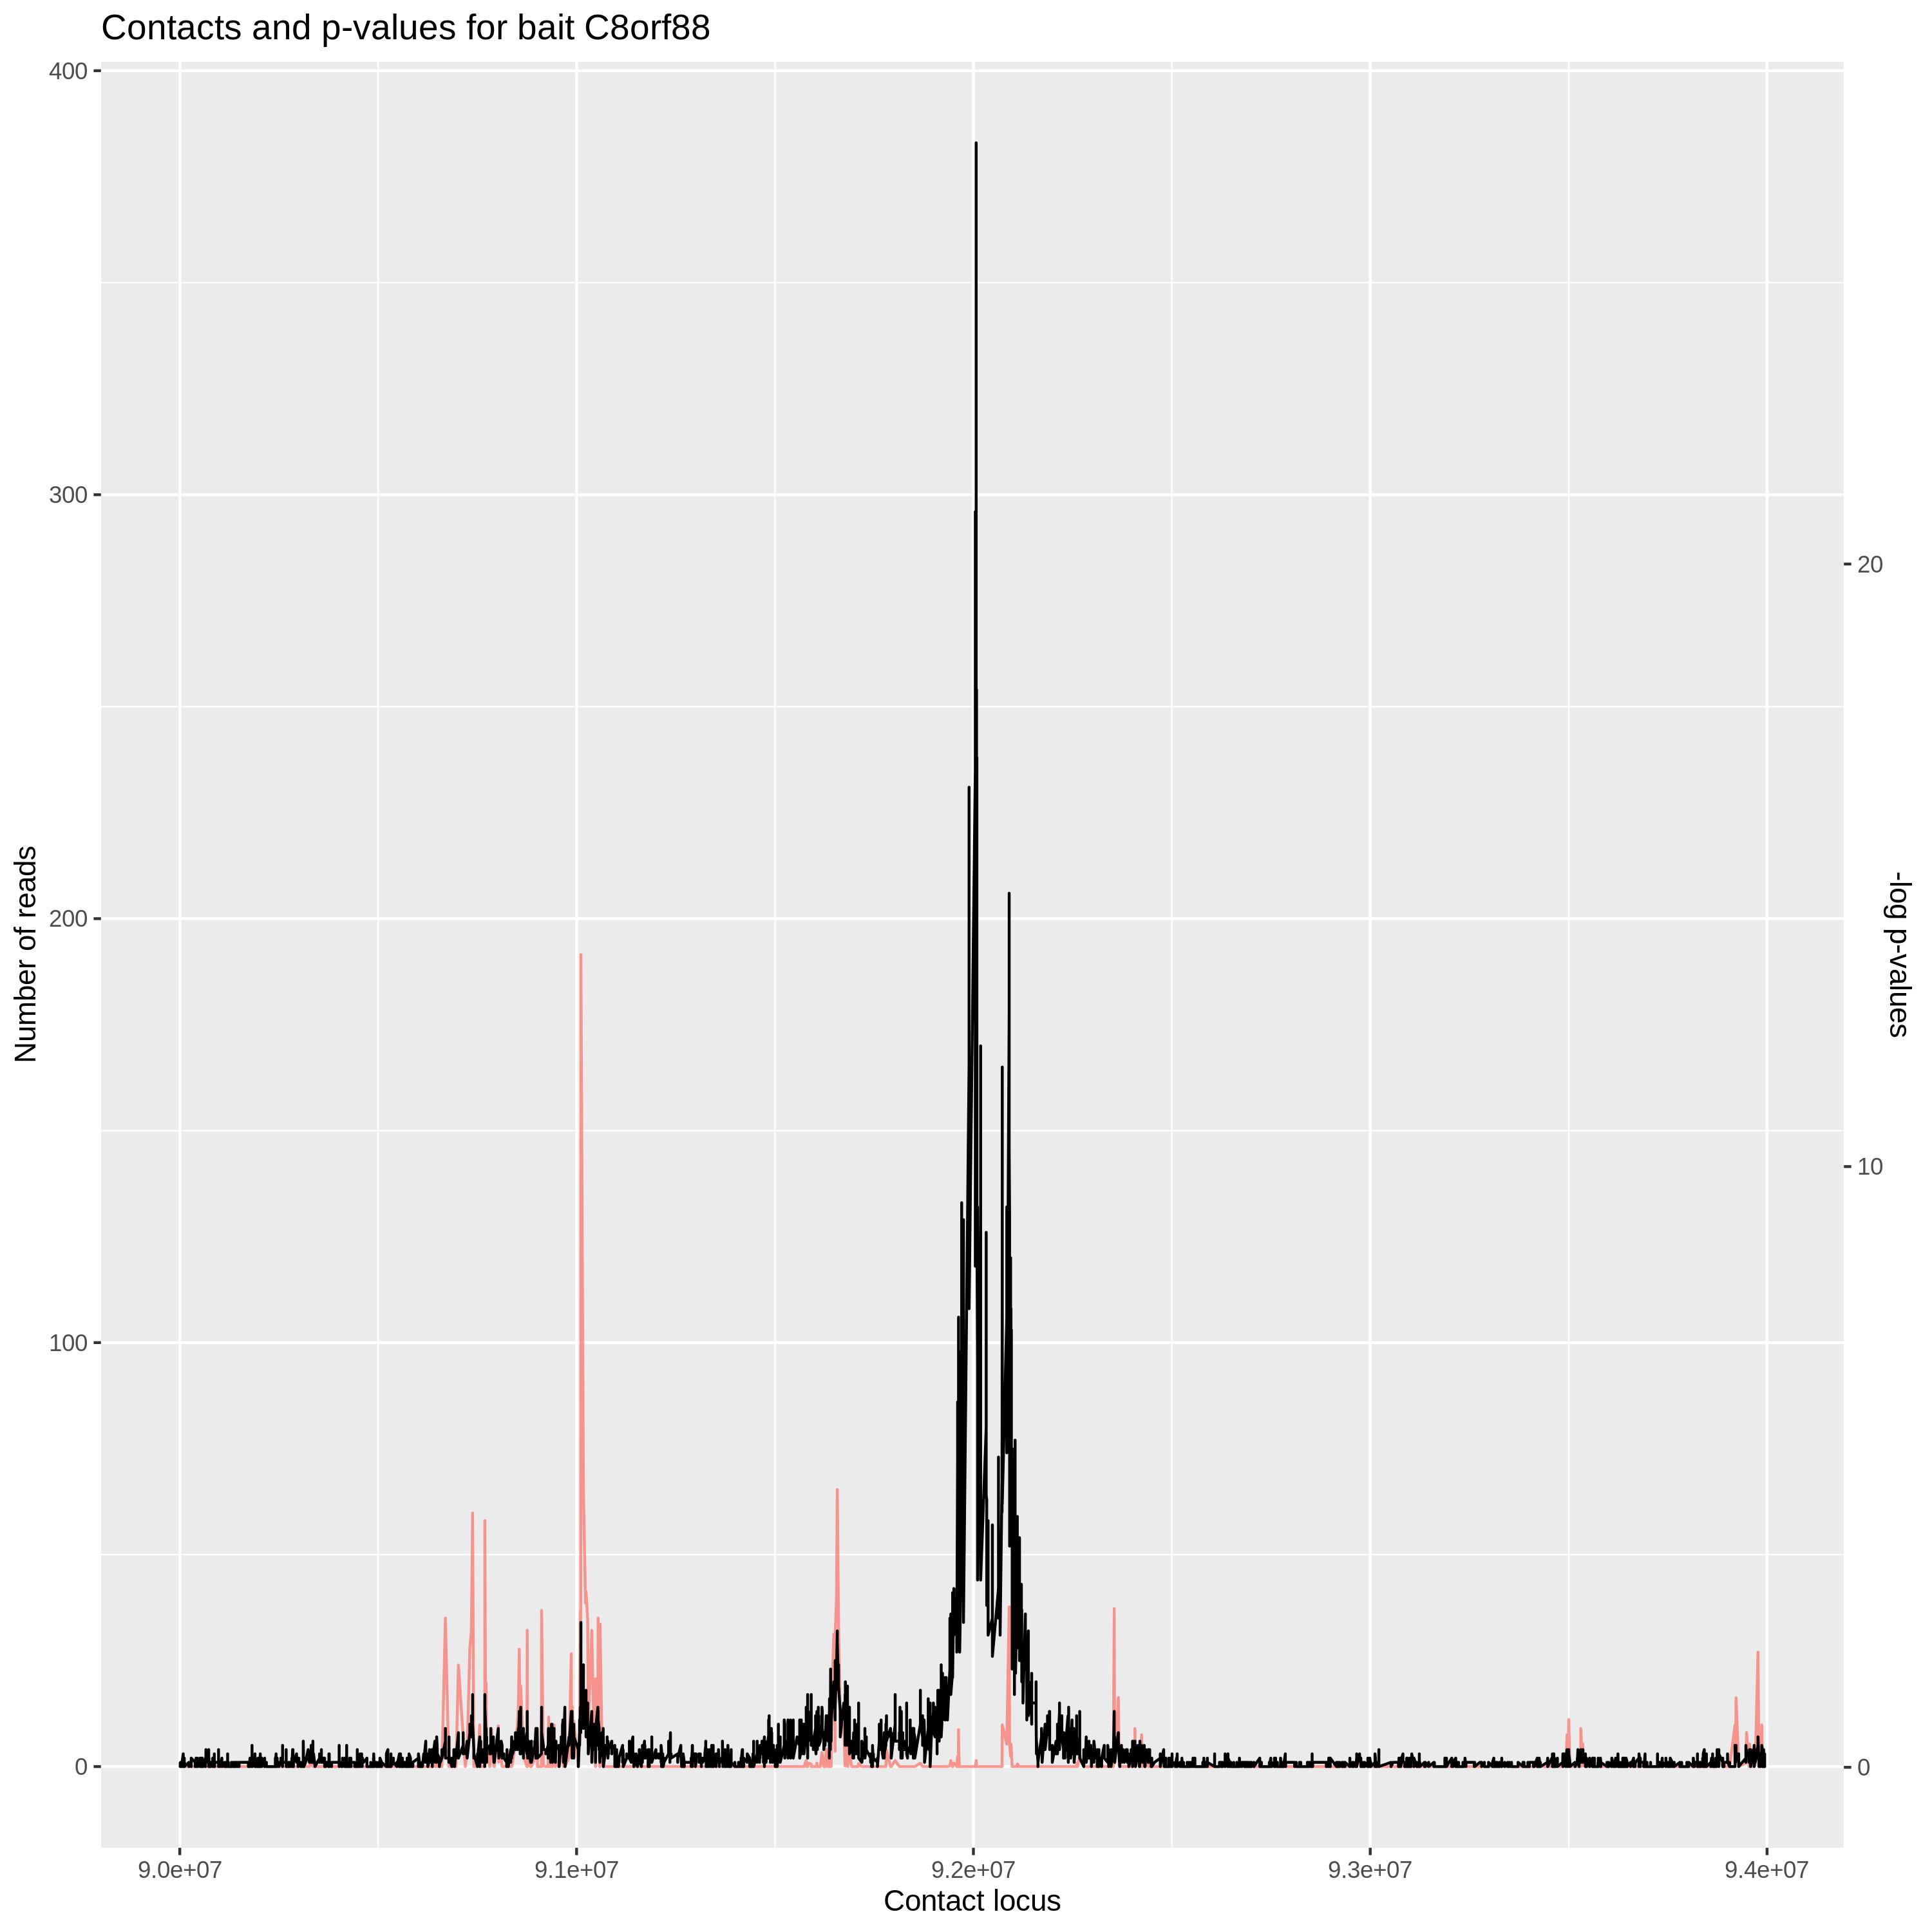 Contacts and p-values for bait C8orf88
400
300
200
100
0
Number of reads
20
10
0
-log p-values
9.0e+07
9.1e+07
9.2e+07
9.3e+07
9.4e+07
Contact locus